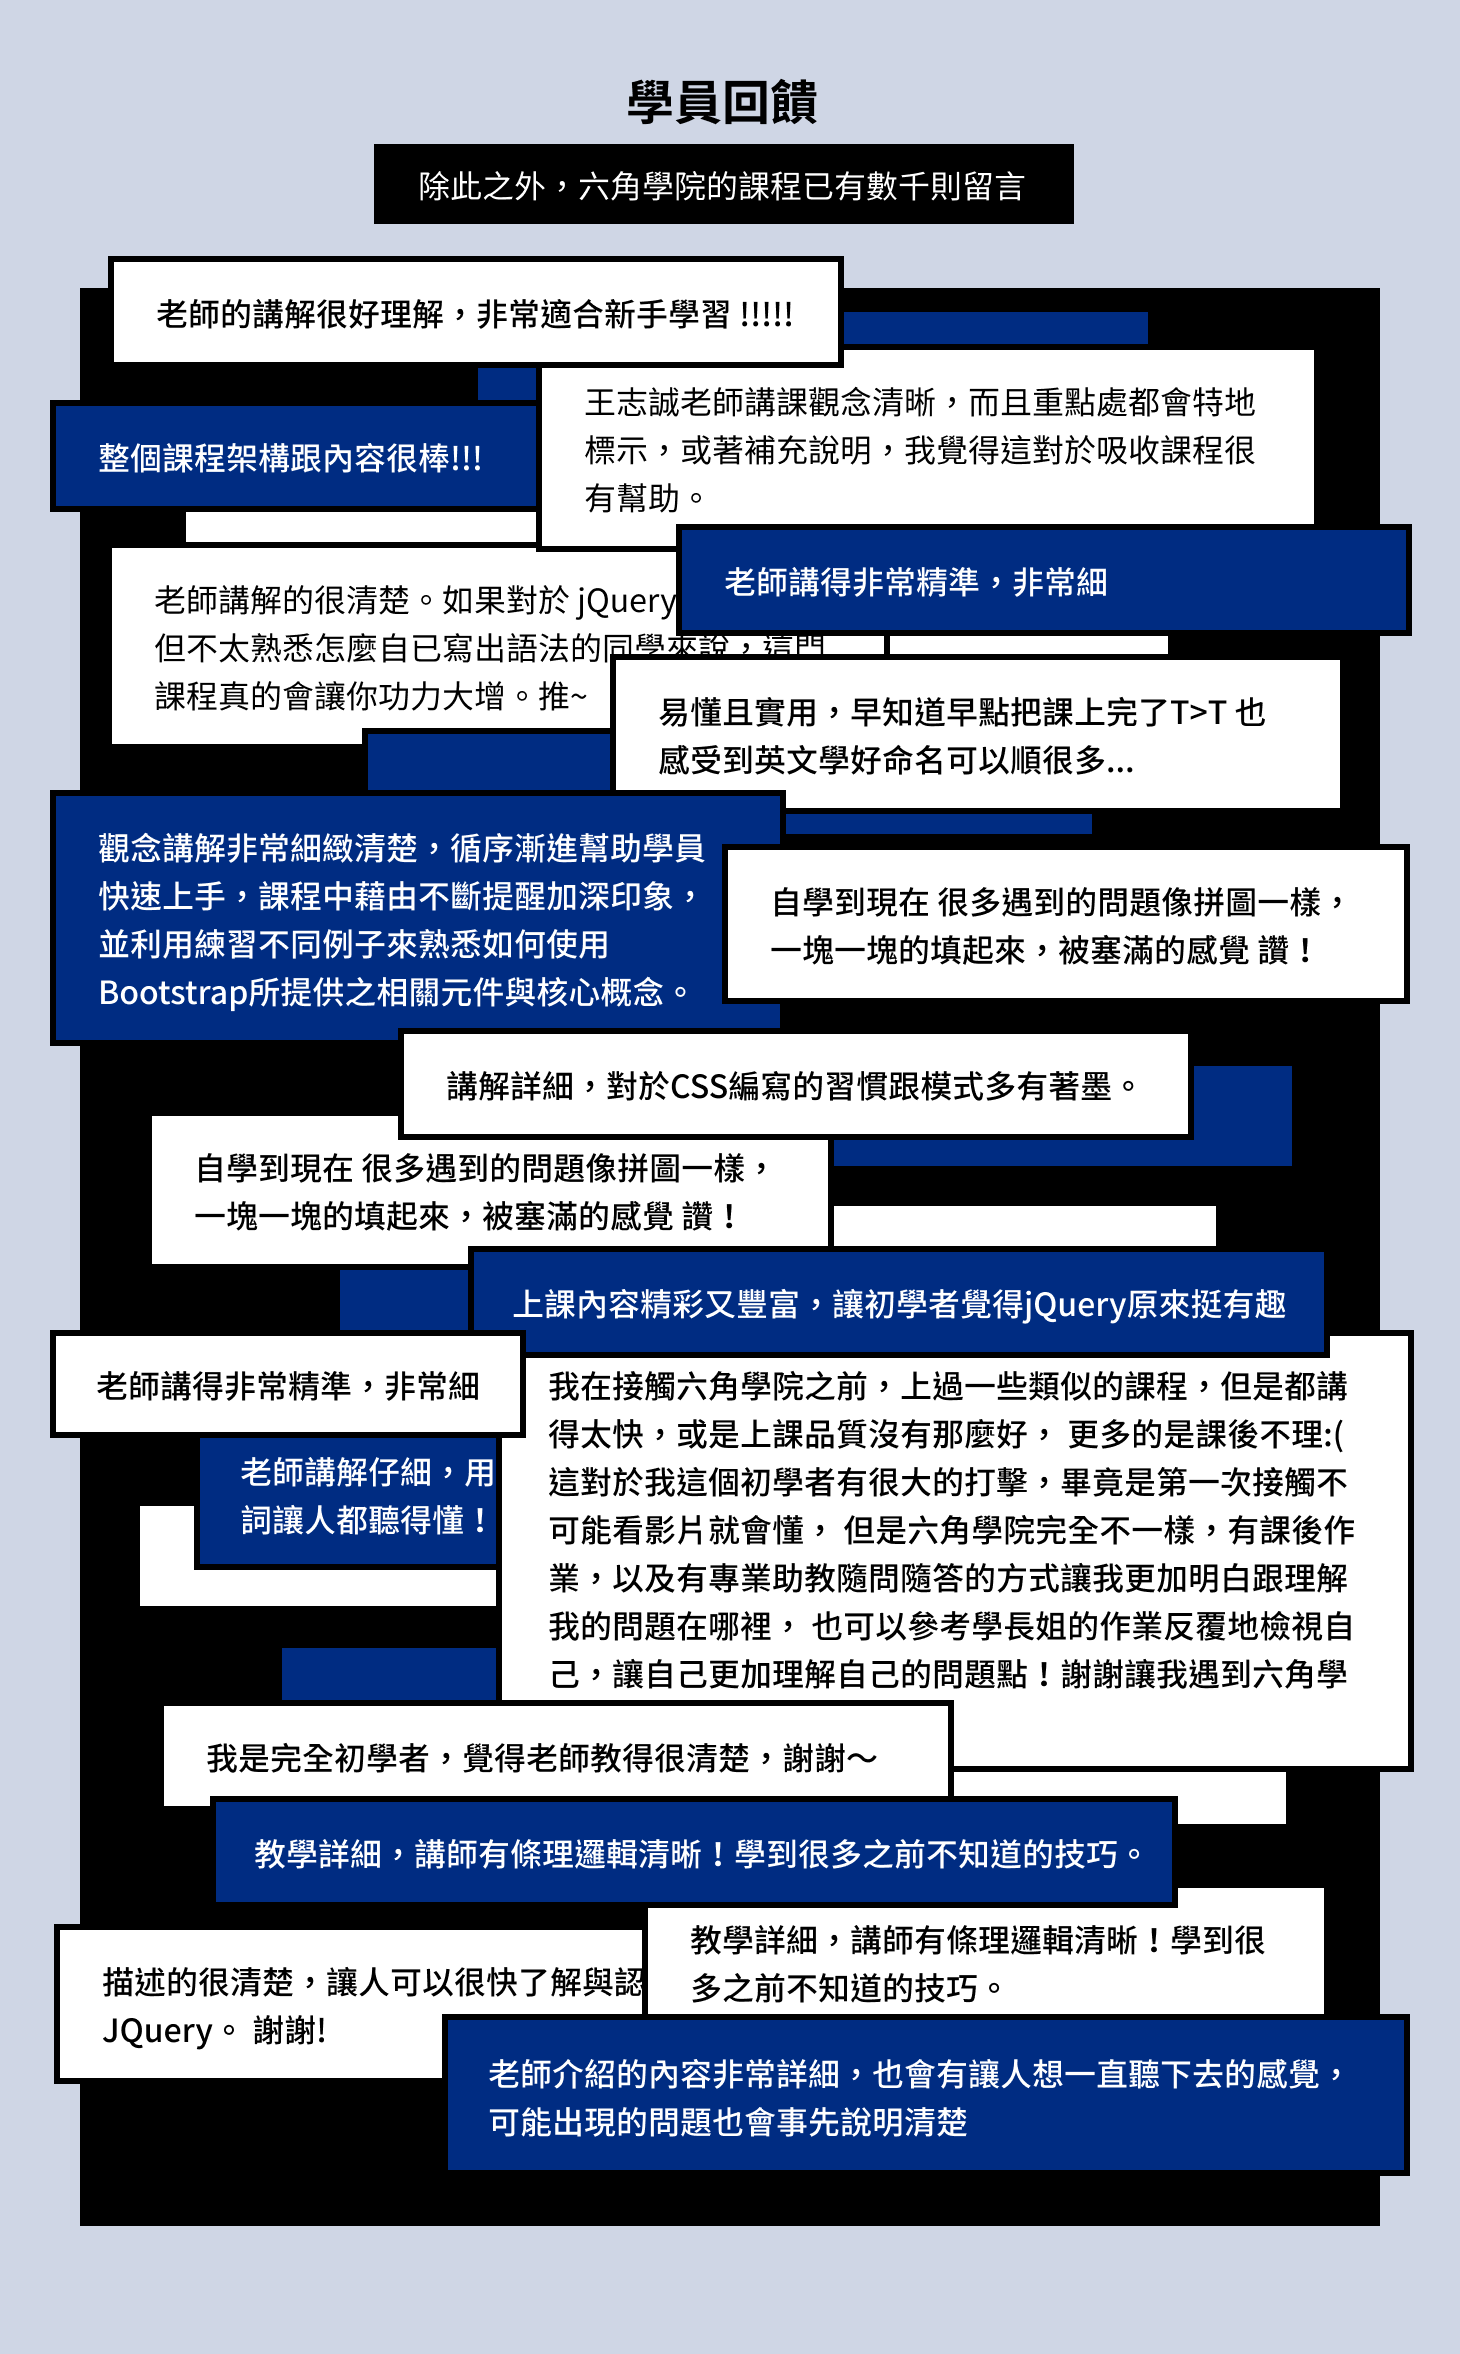 學員回饋
除此之外，六角學院的課程已有數千則留言
老師的講解很好理解，非常適合新手學習 !!!!!
王志誠老師講課觀念清晰，而且重點處都會特地
標示，或著補充說明，我覺得這對於吸收課程很
有幫助。
整個課程架構跟內容很棒!!!
老師講得非常精準，非常細
老師講解的很清楚。如果對於 jQuery
但不太熟悉怎麼自已寫出語法的同學來說，這門
課程真的會讓你功力大增。推~
易懂且實用，早知道早點把課上完了T>T 也
感受到英文學好命名可以順很多...
觀念講解非常細緻清楚，循序漸進幫助學員
快速上手，課程中藉由不斷提醒加深印象，
並利用練習不同例子來熟悉如何使用
Bootstrap所提供之相關元件與核心概念。
自學到現在 很多遇到的問題像拼圖一樣，
一塊一塊的填起來，被塞滿的感覺 讚！
講解詳細，對於CSS編寫的習慣跟模式多有著墨。
自學到現在 很多遇到的問題像拼圖一樣，
一塊一塊的填起來，被塞滿的感覺 讚！
上課內容精彩又豐富，讓初學者覺得jQuery原來挺有趣
老師講得非常精準，非常細
我在接觸六角學院之前，上過一些類似的課程，但是都講
得太快，或是上課品質沒有那麼好， 更多的是課後不理:(
這對於我這個初學者有很大的打擊，畢竟是第一次接觸不
可能看影片就會懂， 但是六角學院完全不一樣，有課後作
業，以及有專業助教隨問隨答的方式讓我更加明白跟理解
我的問題在哪裡， 也可以參考學長姐的作業反覆地檢視自
己，讓自己更加理解自己的問題點！謝謝讓我遇到六角學
老師講解仔細，用
詞讓人都聽得懂！
我是完全初學者，覺得老師教得很清楚，謝謝～
教學詳細，講師有條理邏輯清晰！學到很多之前不知道的技巧。
教學詳細，講師有條理邏輯清晰！學到很
多之前不知道的技巧。
描述的很清楚，讓人可以很快了解與認
JQuery。 謝謝!
老師介紹的內容非常詳細，也會有讓人想一直聽下去的感覺，
可能出現的問題也會事先說明清楚